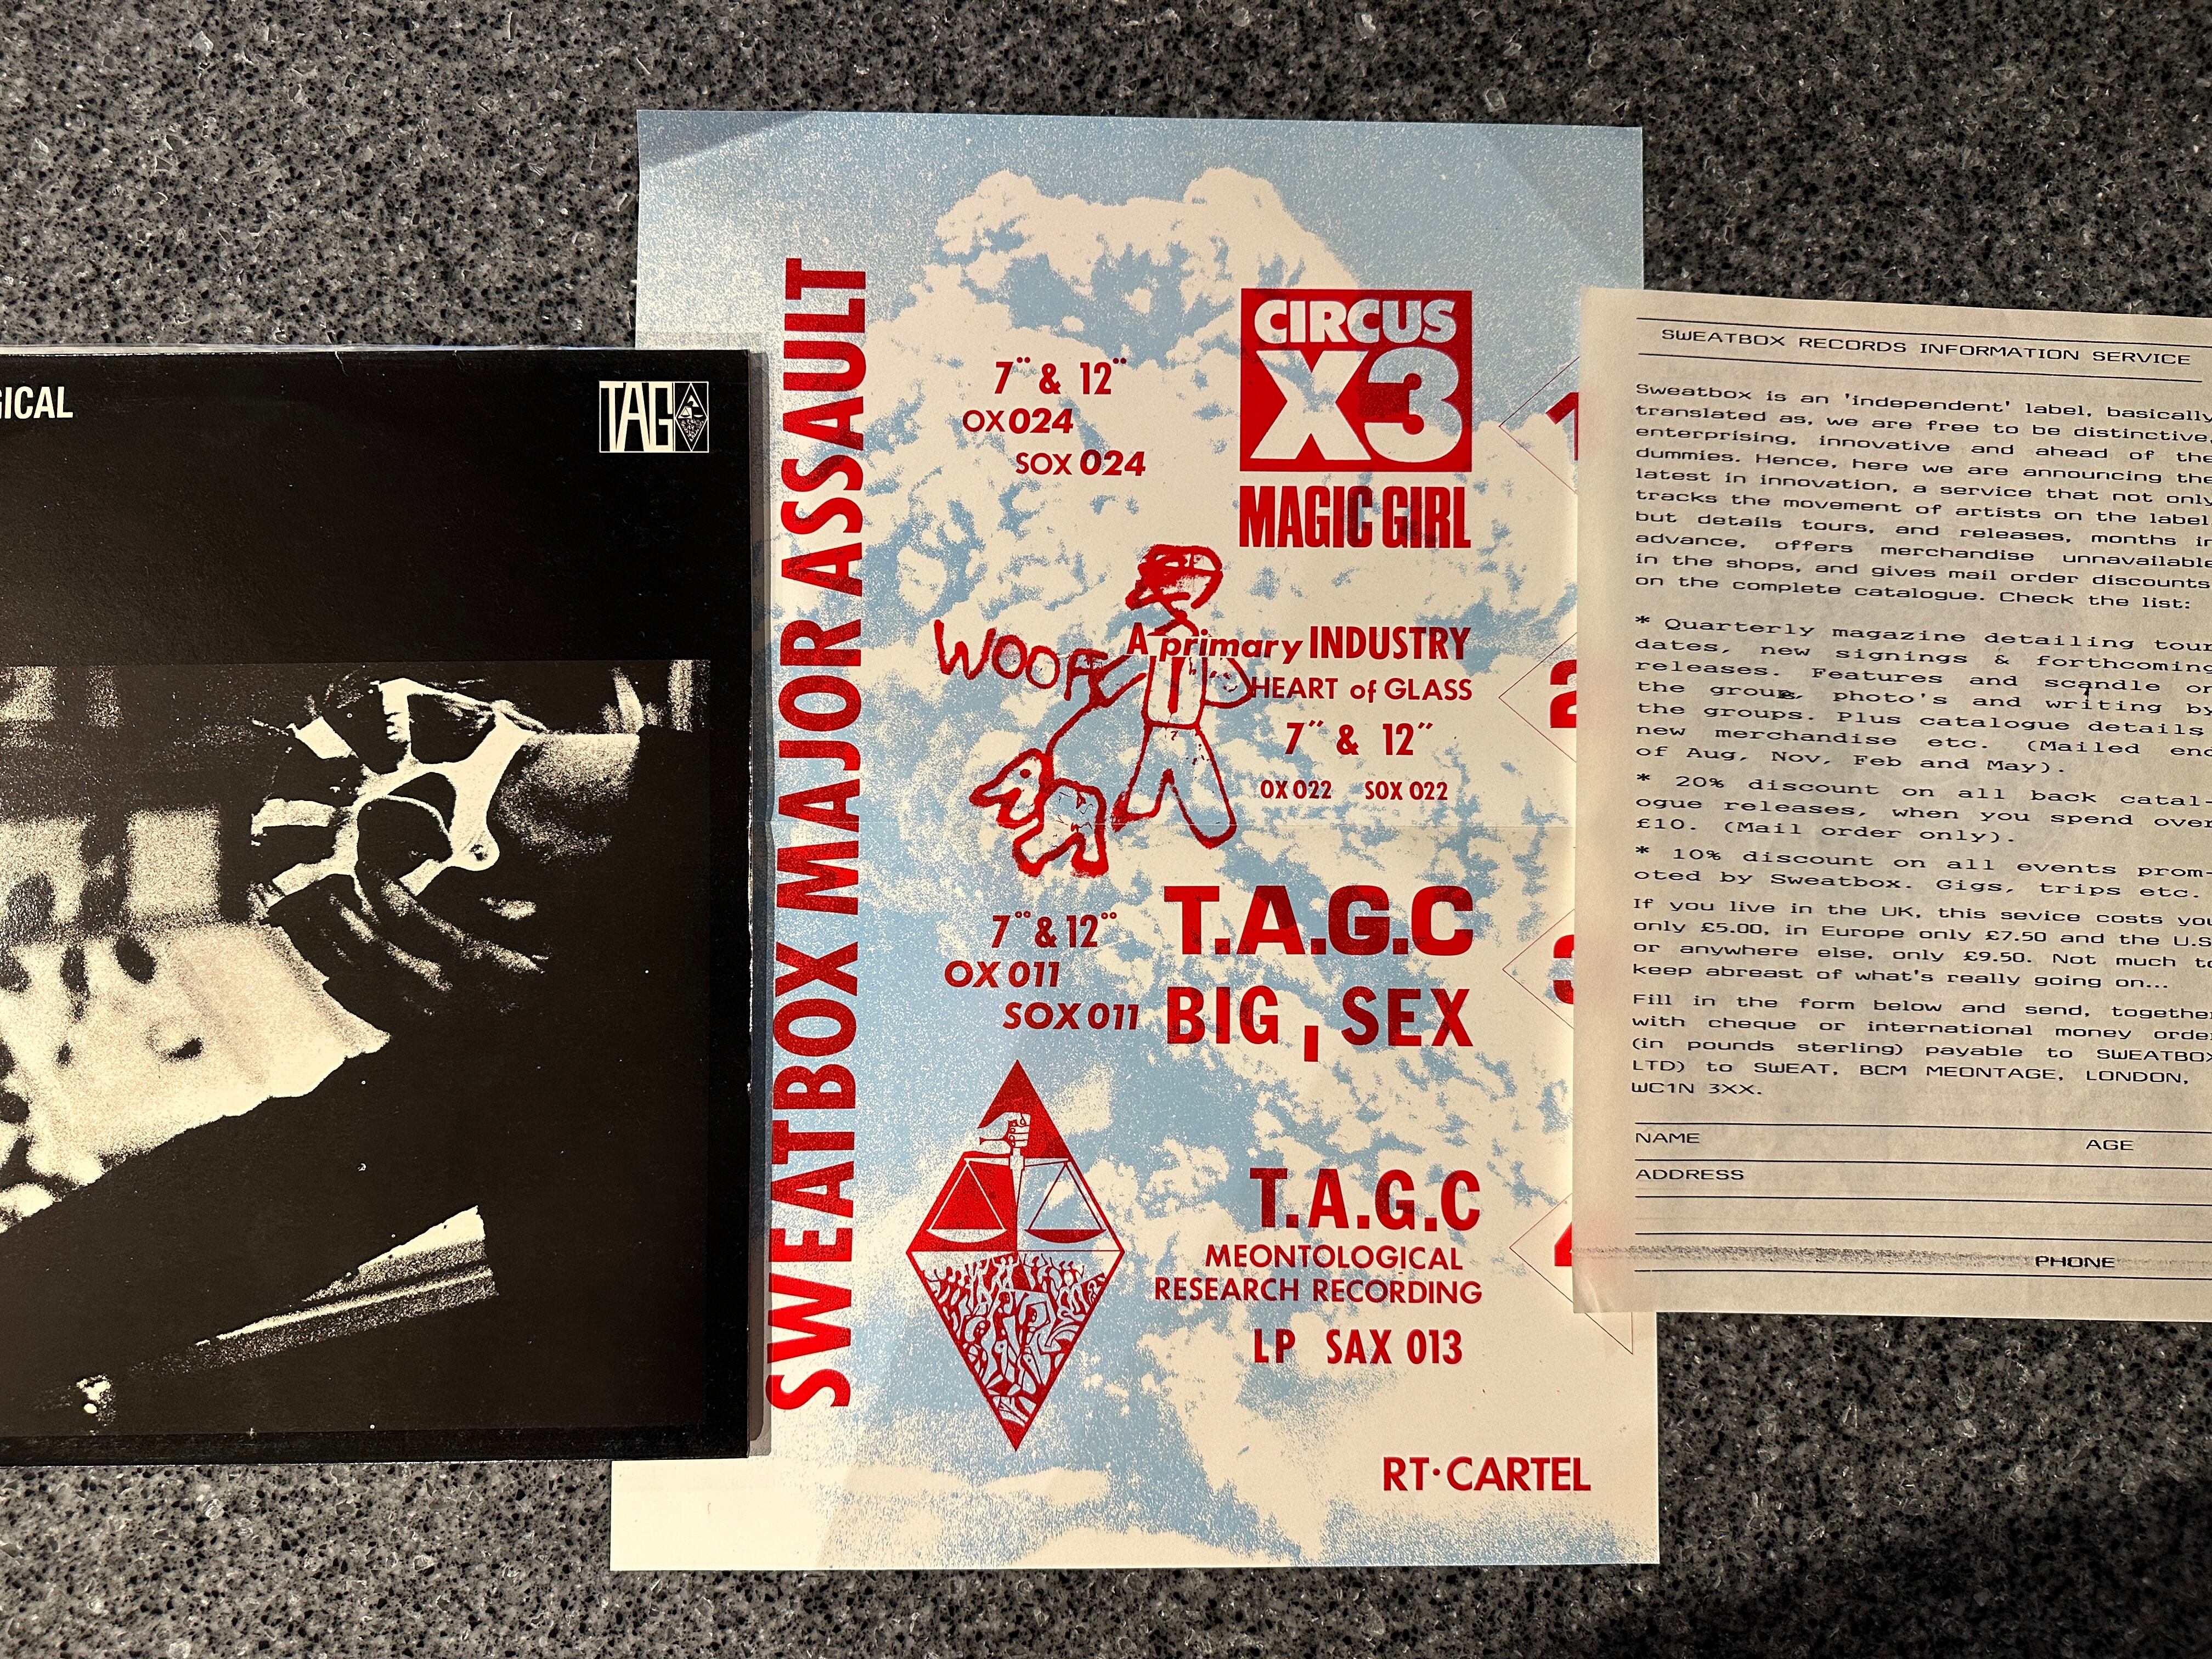 GICAL
TAG
SWEATBOX MAJOR ASSAULT
7" & 12"
OX 024
SOX 024
CIRCUS
X3
MAGIC GIRL
1
WOOF
A primary INDUSTRY
HEART of GLASS
7" & 12"
OX 022 SOX 022
2
7" & 12"
OX 011
SOX 011
T.A.G.C
BIG, SEX
3
T.A.G.C
MEONTOLOGICAL
RESEARCH RECORDING
LP SAX 013
4
RT·CARTEL
SWEATBOX RECORDS INFORMATION SERVICE
Sweatbox is an 'independent' label, basically
translated as, we are free to be distinctive,
enterprising, innovative and ahead of the
dummies. Hence, here we are announcing the
latest in innovation, a service that not only
tracks the movement of artists on the label
but details tours, and releases, months in
advance, offers merchandise unnavailable
in the shops, and gives mail order discounts
on the complete catalogue. Check the list:
* Quarterly magazine detailing tour
dates, new signings & forthcoming
releases. Features and scandle on
the groups, photo's and writing by
the groups. Plus catalogue details
new merchandise etc. (Mailed end
of Aug, Nov, Feb and May).
* 20% discount on all back catal-
ogue releases, when you spend over
£10. (Mail order only).
* 10% discount on all events prom-
oted by Sweatbox. Gigs, trips etc.
If you live in the UK, this sevice costs you
only £5.00, in Europe only £7.50 and the U.S
or anywhere else, only £9.50. Not much to
keep abreast of what's really going on...
Fill in the form below and send, together
with cheque or international money order
(in pounds sterling) payable to SWEATBOX
LTD) to SWEAT, BCM MEONTAGE, LONDON,
WC1N 3XX.
NAME AGE
ADDRESS
PHONE